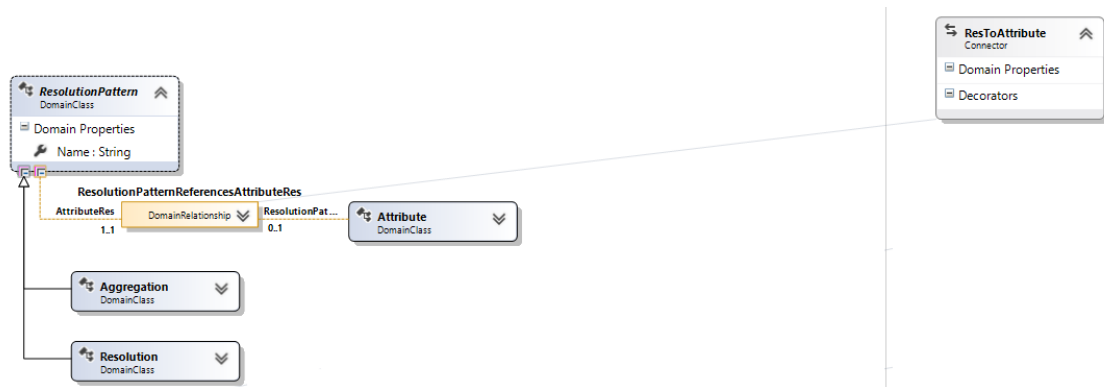 ResToAttribute
Connector
Domain Properties
Decorators
ResolutionPattern
DomainClass
Domain Properties
Name : String
ResolutionPatternReferencesAttributeRes
AttributeRes
1..1
DomainRelationship
ResolutionPat...
0..1
Attribute
DomainClass
Aggregation
DomainClass
Resolution
DomainClass